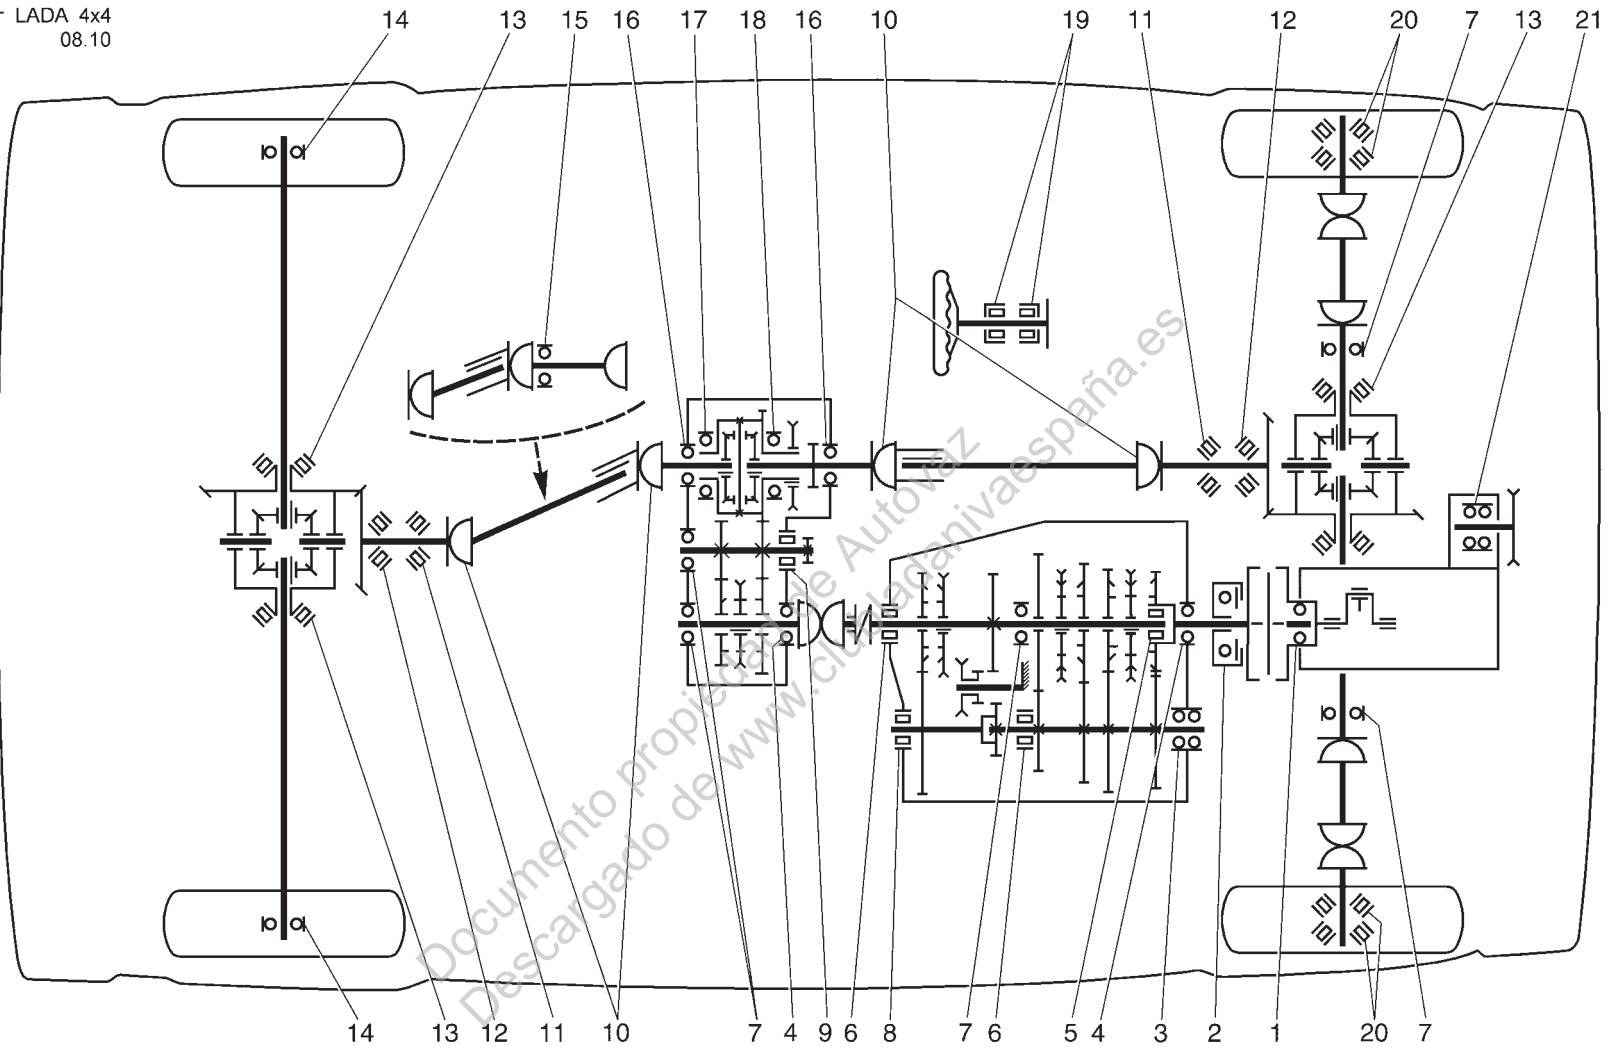 LADA 4x4
08.10
14 13 15 16 17 18 16 10 19 11 12 20 7 13 21
Documento propiedad de Autovaz
Descargado de www.clubladanivaespaña.es
14 13 12 11 10 7 4 9 6 8 7 6 5 4 3 2 1 20 7